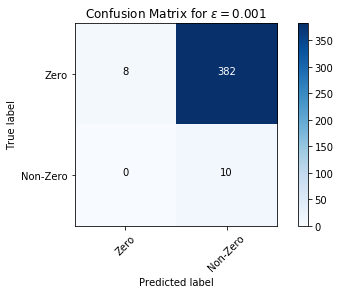 Confusion Matrix for ε=0.001
True label
Zero
Non-Zero
8
382
0
10
Zero
Non-Zero
Predicted label
350
300
250
200
150
100
50
0